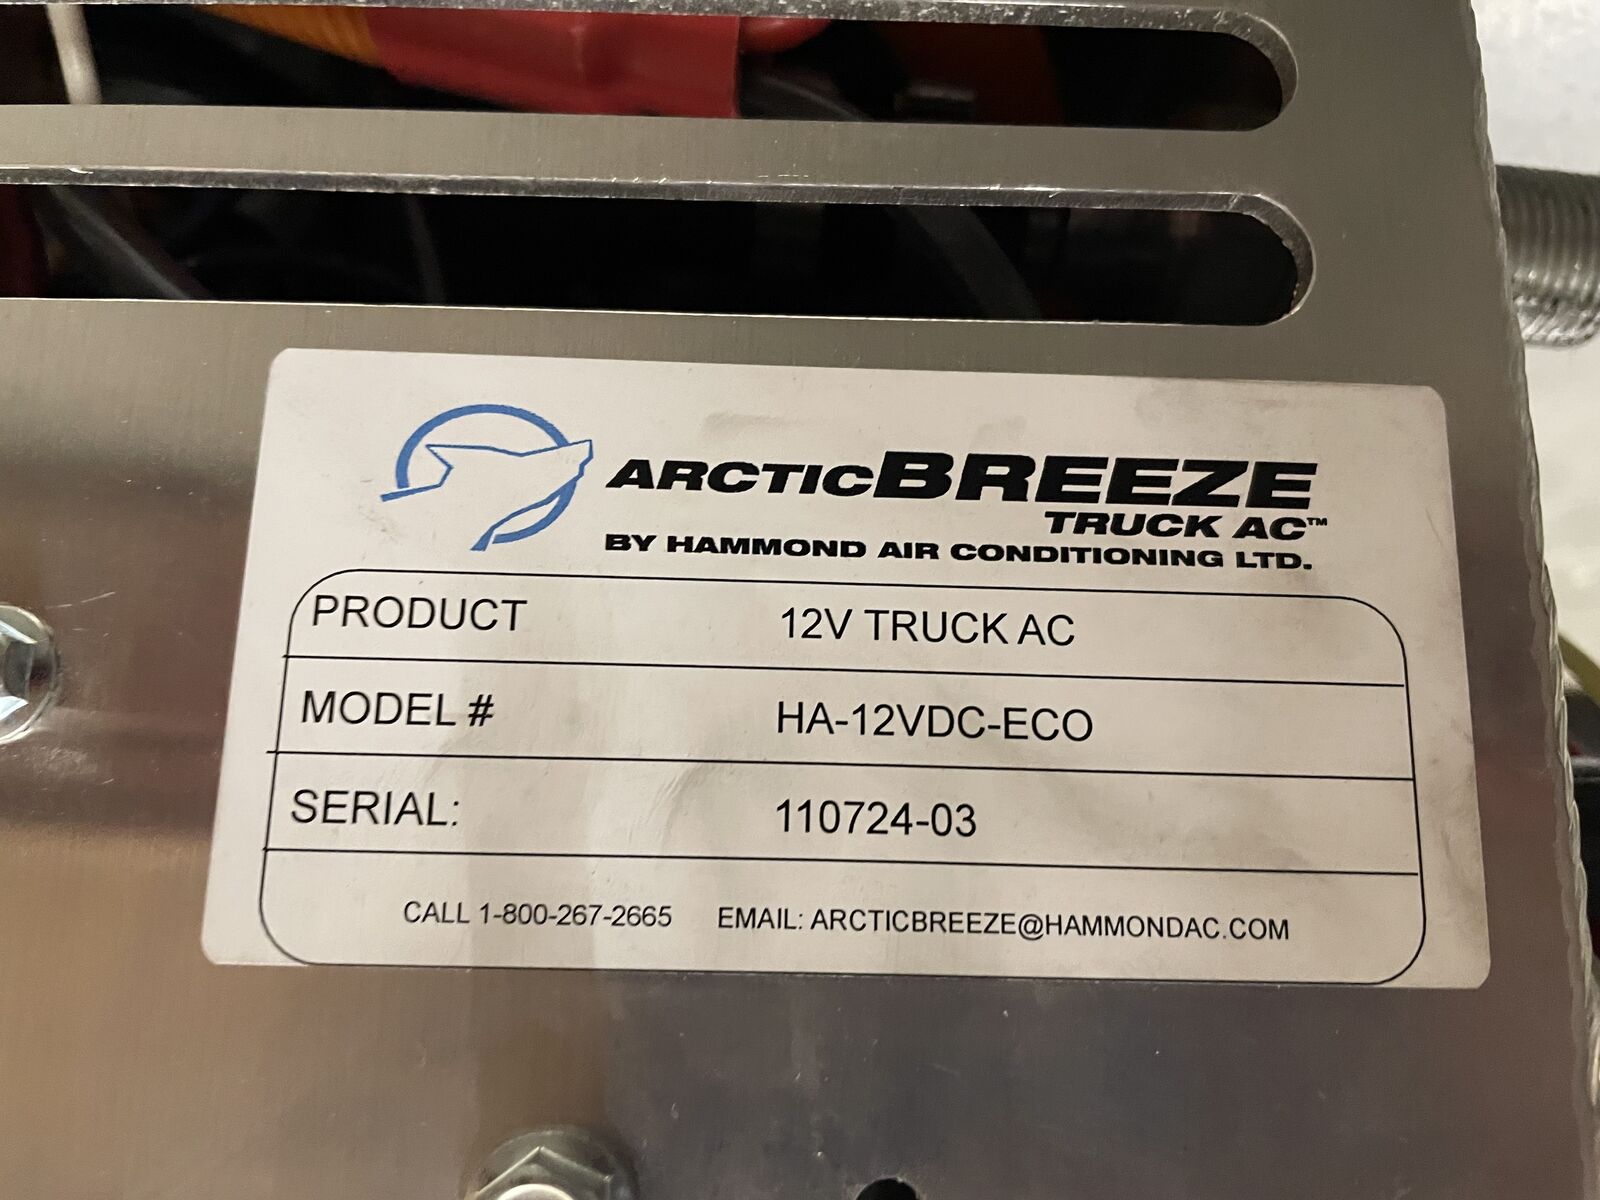 ARCTICBREEZE
TRUCK AC™
BY HAMMOND AIR CONDITIONING LTD.
PRODUCT 12V TRUCK AC
MODEL # HA-12VDC-ECO
SERIAL: 110724-03
CALL 1-800-267-2665 EMAIL: ARCTICBREEZE@HAMMONDAC.COM